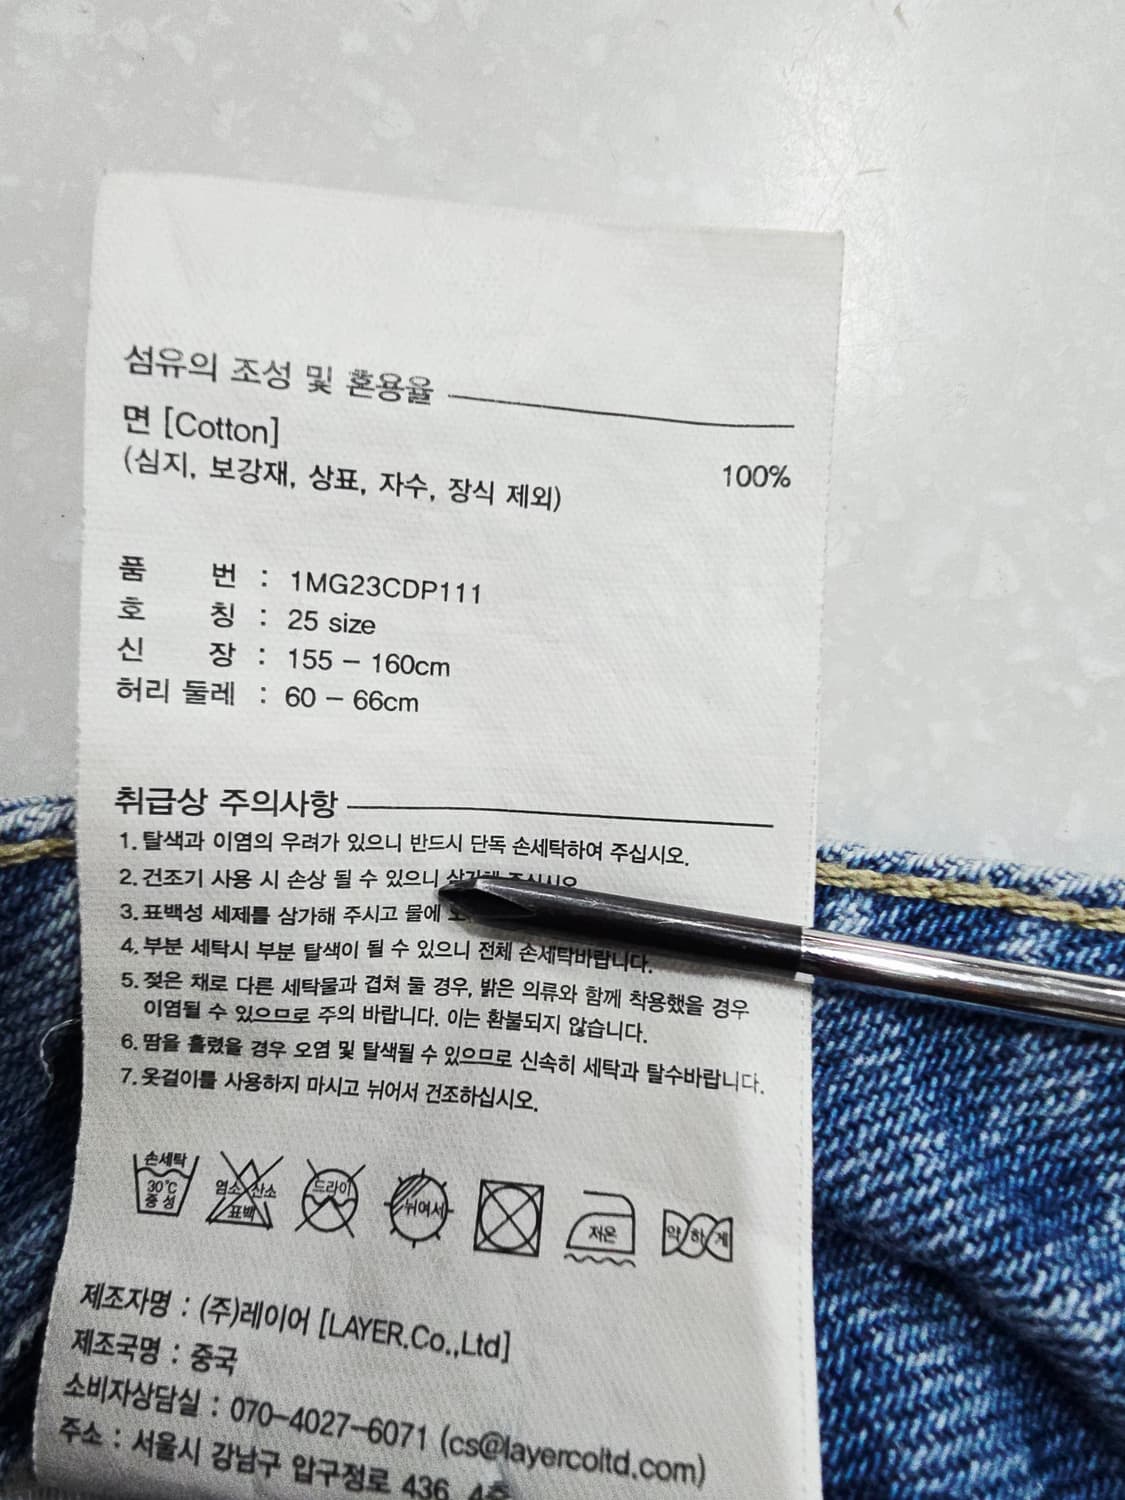 섬유의 조성 및 혼용율
면 [Cotton] 100%
(심지, 보강재, 상표, 자수, 장식 제외)
품 번 : 1MG23CDP111
호 칭 : 25 size
신 장 : 155 – 160cm
허리 둘레 : 60 – 66cm
취급상 주의사항
1. 탈색과 이염의 우려가 있으니 반드시 단독 손세탁하여 주십시오.
2. 건조기 사용 시 손상 될 수 있으니 삼가해 주십시오
3. 표백성 세제를 삼가해 주시고 물에
4. 부분 세탁시 부분 탈색이 될 수 있으니 전체 손세탁바랍니다.
5. 젖은 채로 다른 세탁물과 겹쳐 둘 경우, 밝은 의류와 함께 착용했을 경우
이염될 수 있으므로 주의 바랍니다. 이는 환불되지 않습니다.
6. 땀을 흘렸을 경우 오염 및 탈색될 수 있으므로 신속히 세탁과 탈수바랍니다.
7. 옷걸이를 사용하지 마시고 뉘어서 건조하십시오.
손세탁 30℃ 중성 염소 산소 표백 드라이 뉘어서 저온 약하게
제조자명 : (주)레이어 [LAYER.Co.,Ltd]
제조국명 : 중국
소비자상담실 : 070-4027-6071 (cs@layercoltd.com)
주소 : 서울시 강남구 압구정로 436, 4층